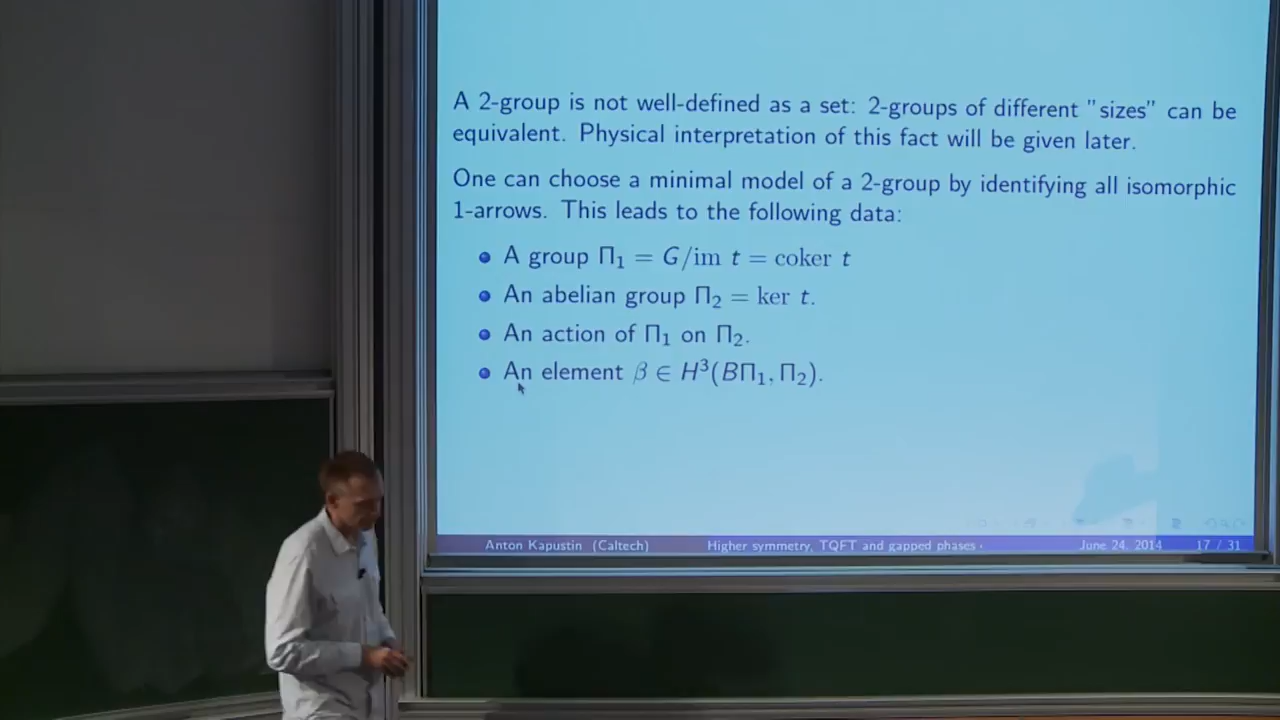 A 2-group is not well-defined as a set: 2-groups of different "sizes" can be
equivalent. Physical interpretation of this fact will be given later.
One can choose a minimal model of a 2-group by identifying all isomorphic
1-arrows. This leads to the following data:
• A group Π₁ = G/im t = coker t
• An abelian group Π₂ = ker t.
• An action of Π₁ on Π₂.
• An element β ∈ H³(BΠ₁, Π₂).
Anton Kapustin (Caltech) Higher symmetry, TQFT and gapped phases June 24, 2014 17 / 31